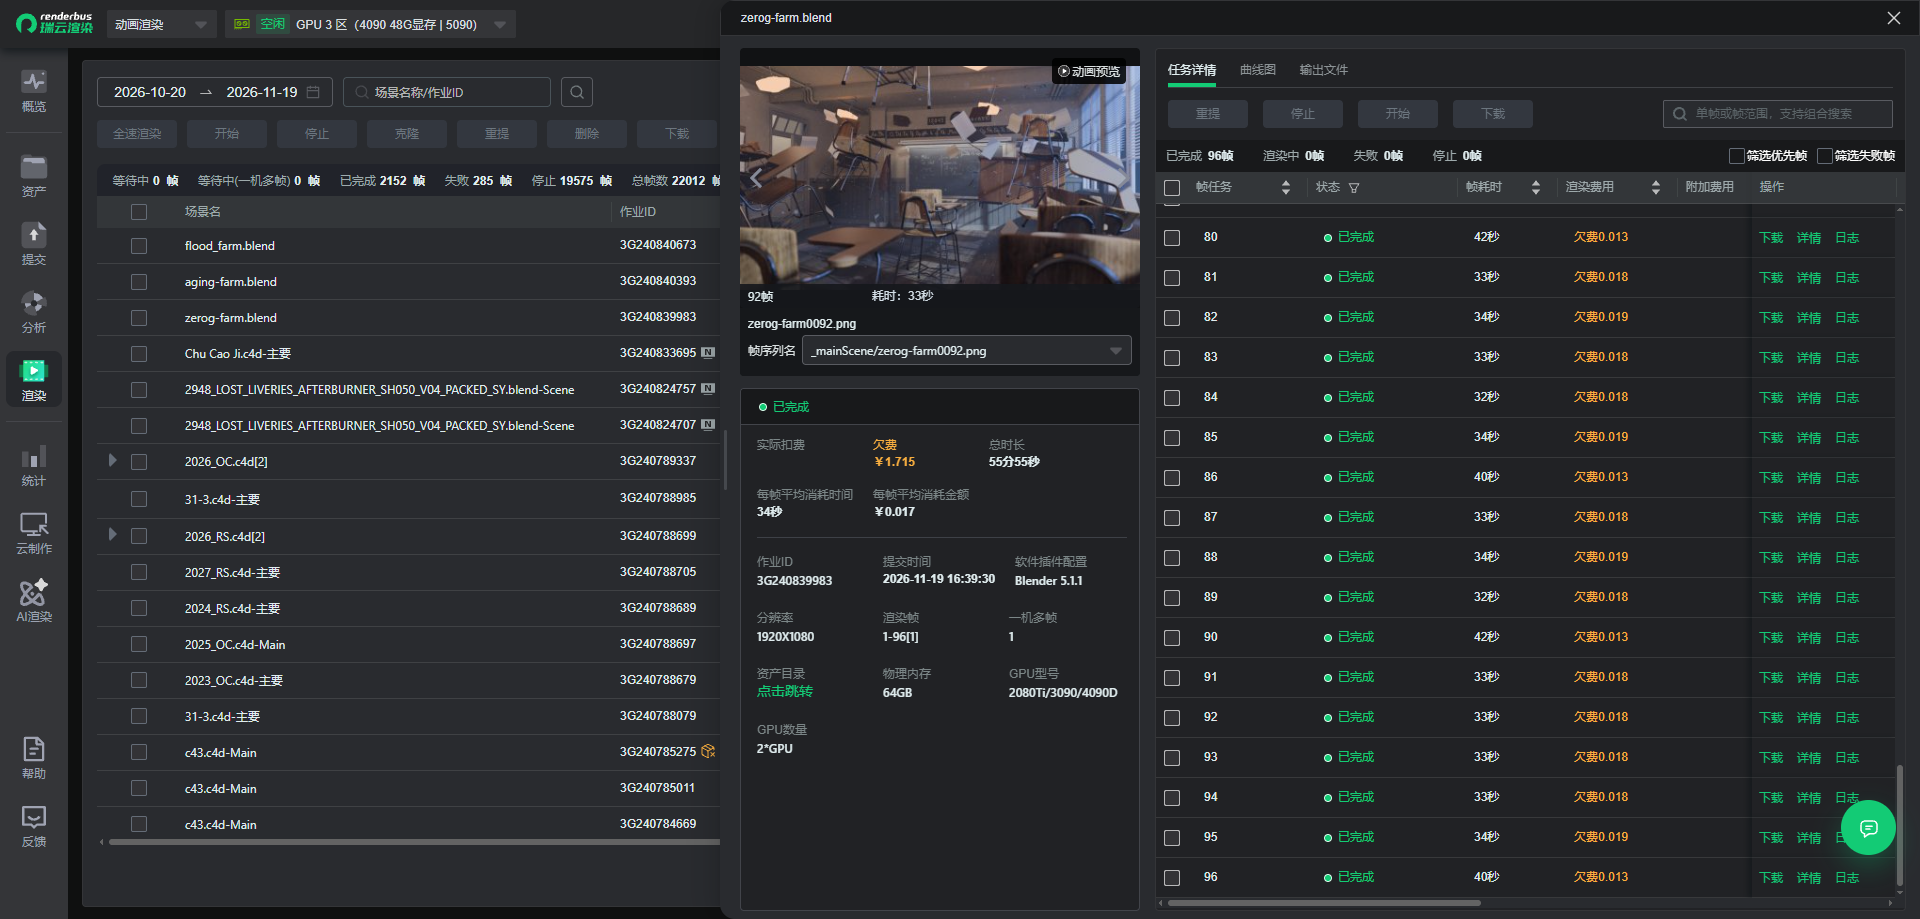 renderbus
瑞云渲染
动画渲染
空闲 GPU 3 区（4090 48G显存 | 5090）
概览
资产
提交
分析
渲染
统计
云制作
AI渲染
帮助
反馈
2026-10-20 → 2026-11-19
场景名称/作业ID
全速渲染 开始 停止 克隆 重提 删除 下载
等待中 0 帧 等待中(一机多帧) 0 帧 已完成 2152 帧 失败 285 帧 停止 19575 帧 总帧数 22012 帧
场景名 作业ID
flood_farm.blend 3G240840673
aging-farm.blend 3G240840393
zerog-farm.blend 3G240839983
Chu Cao Ji.c4d-主要 3G240833695 N
2948_LOST_LIVERIES_AFTERBURNER_SH050_V04_PACKED_SY.blend-Scene 3G240824757 N
2948_LOST_LIVERIES_AFTERBURNER_SH050_V04_PACKED_SY.blend-Scene 3G240824707 N
2026_OC.c4d[2] 3G240789337
31-3.c4d-主要 3G240788985
2026_RS.c4d[2] 3G240788699
2027_RS.c4d-主要 3G240788705
2024_RS.c4d-主要 3G240788689
2025_OC.c4d-Main 3G240788697
2023_OC.c4d-主要 3G240788679
31-3.c4d-主要 3G240788079
c43.c4d-Main 3G240785275
c43.c4d-Main 3G240785011
c43.c4d-Main 3G240784669
zerog-farm.blend
动画预览
92帧 耗时：33秒
zerog-farm0092.png
帧序列名 _mainScene/zerog-farm0092.png
已完成
实际扣费 欠费 总时长
￥1.715 55分55秒
每帧平均消耗时间 每帧平均消耗金额
34秒 ￥0.017
作业ID 提交时间 软件插件配置
3G240839983 2026-11-19 16:39:30 Blender 5.1.1
分辨率 渲染帧 一机多帧
1920X1080 1-96[1] 1
资产目录 物理内存 GPU型号
点击跳转 64GB 2080Ti/3090/4090D
GPU数量
2*GPU
任务详情 曲线图 输出文件
重提 停止 开始 下载
单帧或帧范围，支持组合搜索
已完成 96帧 渲染中 0帧 失败 0帧 停止 0帧 筛选优先帧 筛选失败帧
帧任务 状态 帧耗时 渲染费用 附加费用 操作
80 已完成 42秒 欠费0.013 下载 详情 日志
81 已完成 33秒 欠费0.018 下载 详情 日志
82 已完成 34秒 欠费0.019 下载 详情 日志
83 已完成 33秒 欠费0.018 下载 详情 日志
84 已完成 32秒 欠费0.018 下载 详情 日志
85 已完成 34秒 欠费0.019 下载 详情 日志
86 已完成 40秒 欠费0.013 下载 详情 日志
87 已完成 33秒 欠费0.018 下载 详情 日志
88 已完成 34秒 欠费0.019 下载 详情 日志
89 已完成 32秒 欠费0.018 下载 详情 日志
90 已完成 42秒 欠费0.013 下载 详情 日志
91 已完成 33秒 欠费0.018 下载 详情 日志
92 已完成 33秒 欠费0.018 下载 详情 日志
93 已完成 33秒 欠费0.018 下载 详情 日志
94 已完成 33秒 欠费0.018 下载 详情 日志
95 已完成 34秒 欠费0.019 下载 详情 日
96 已完成 40秒 欠费0.013 下载 详情 日志